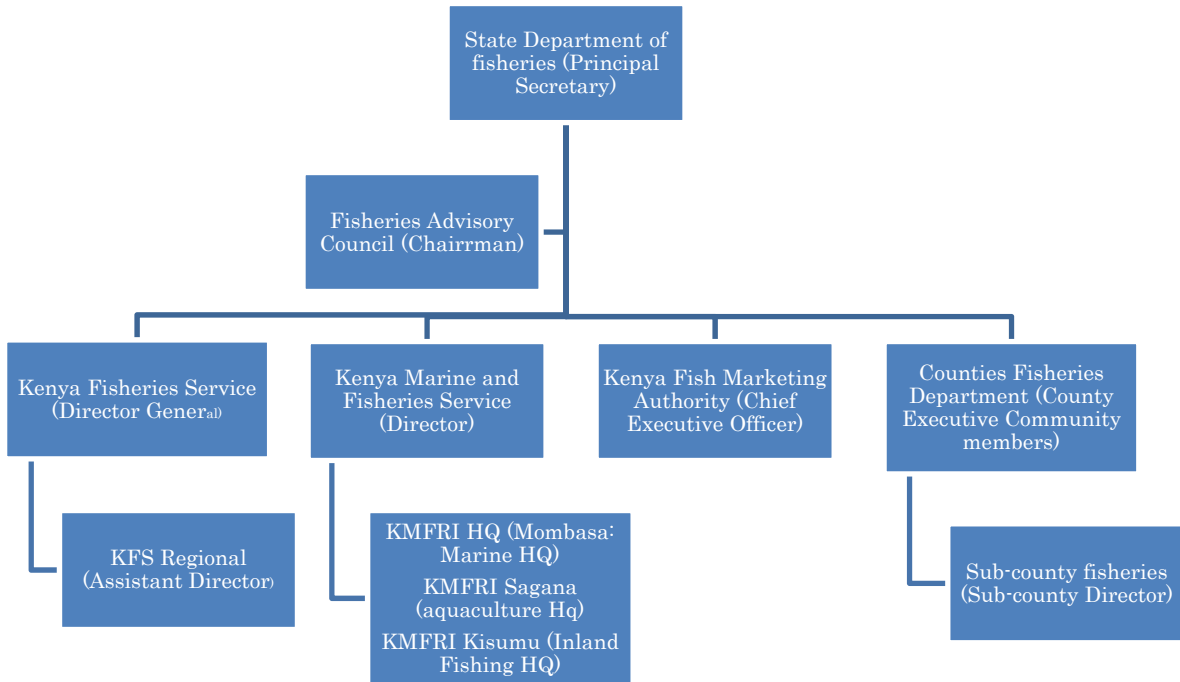 State Department of
fisheries (Principal
Secretary)
Fisheries Advisory
Council (Chairrman)
Kenya Fisheries Service
(Director General)
Kenya Marine and
Fisheries Service
(Director)
Kenya Fish Marketing
Authority (Chief
Executive Officer)
Counties Fisheries
Department (County
Executive Community
members)
KFS Regional
(Assistant Director)
KMFRI HQ (Mombasa:
Marine HQ)
KMFRI Sagana
(aquaculture Hq)
KMFRI Kisumu (Inland
Fishing HQ)
Sub-county fisheries
(Sub-county Director)